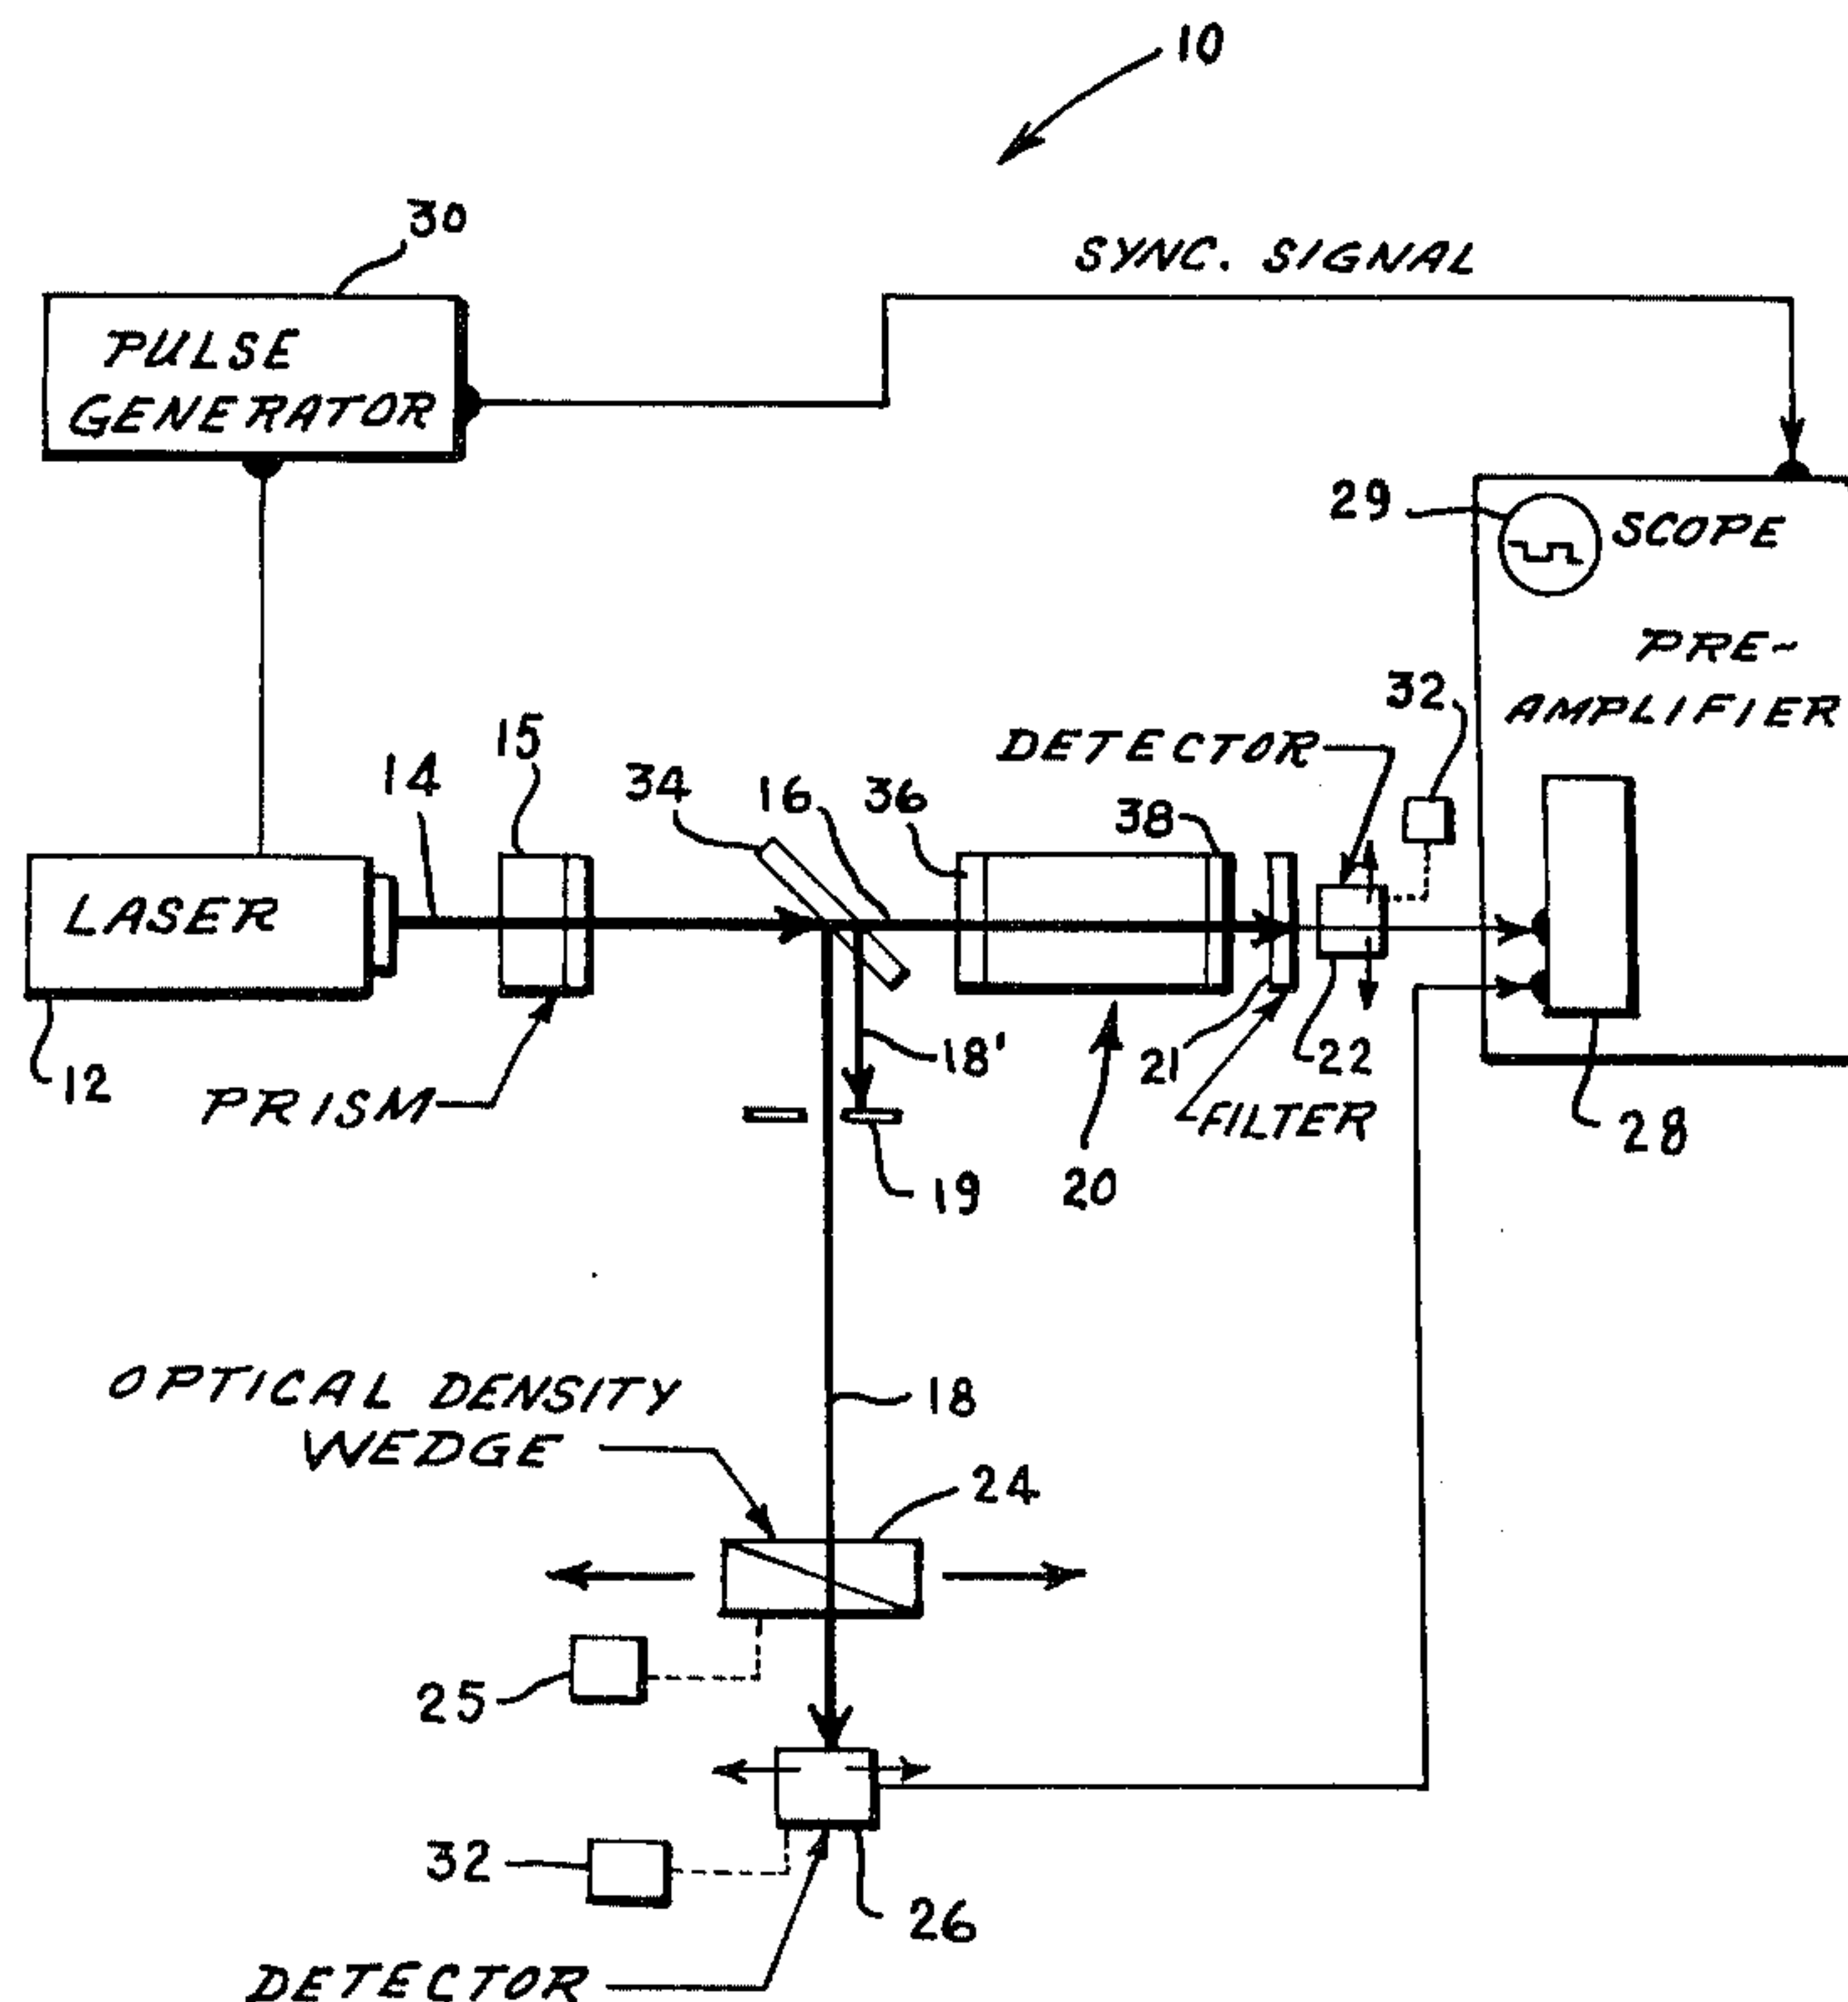 10
30
SYNC. SIGNAL
PULSE
GENERATOR
29
SCOPE
PRE-
AMPLIFIER
32
DETECTOR
15
14
34
16
36
38
LASER
12
PRISM
18'
21
22
FILTER
28
19
20
OPTICAL DENSITY
WEDGE
18
24
25
32
26
DETECTOR